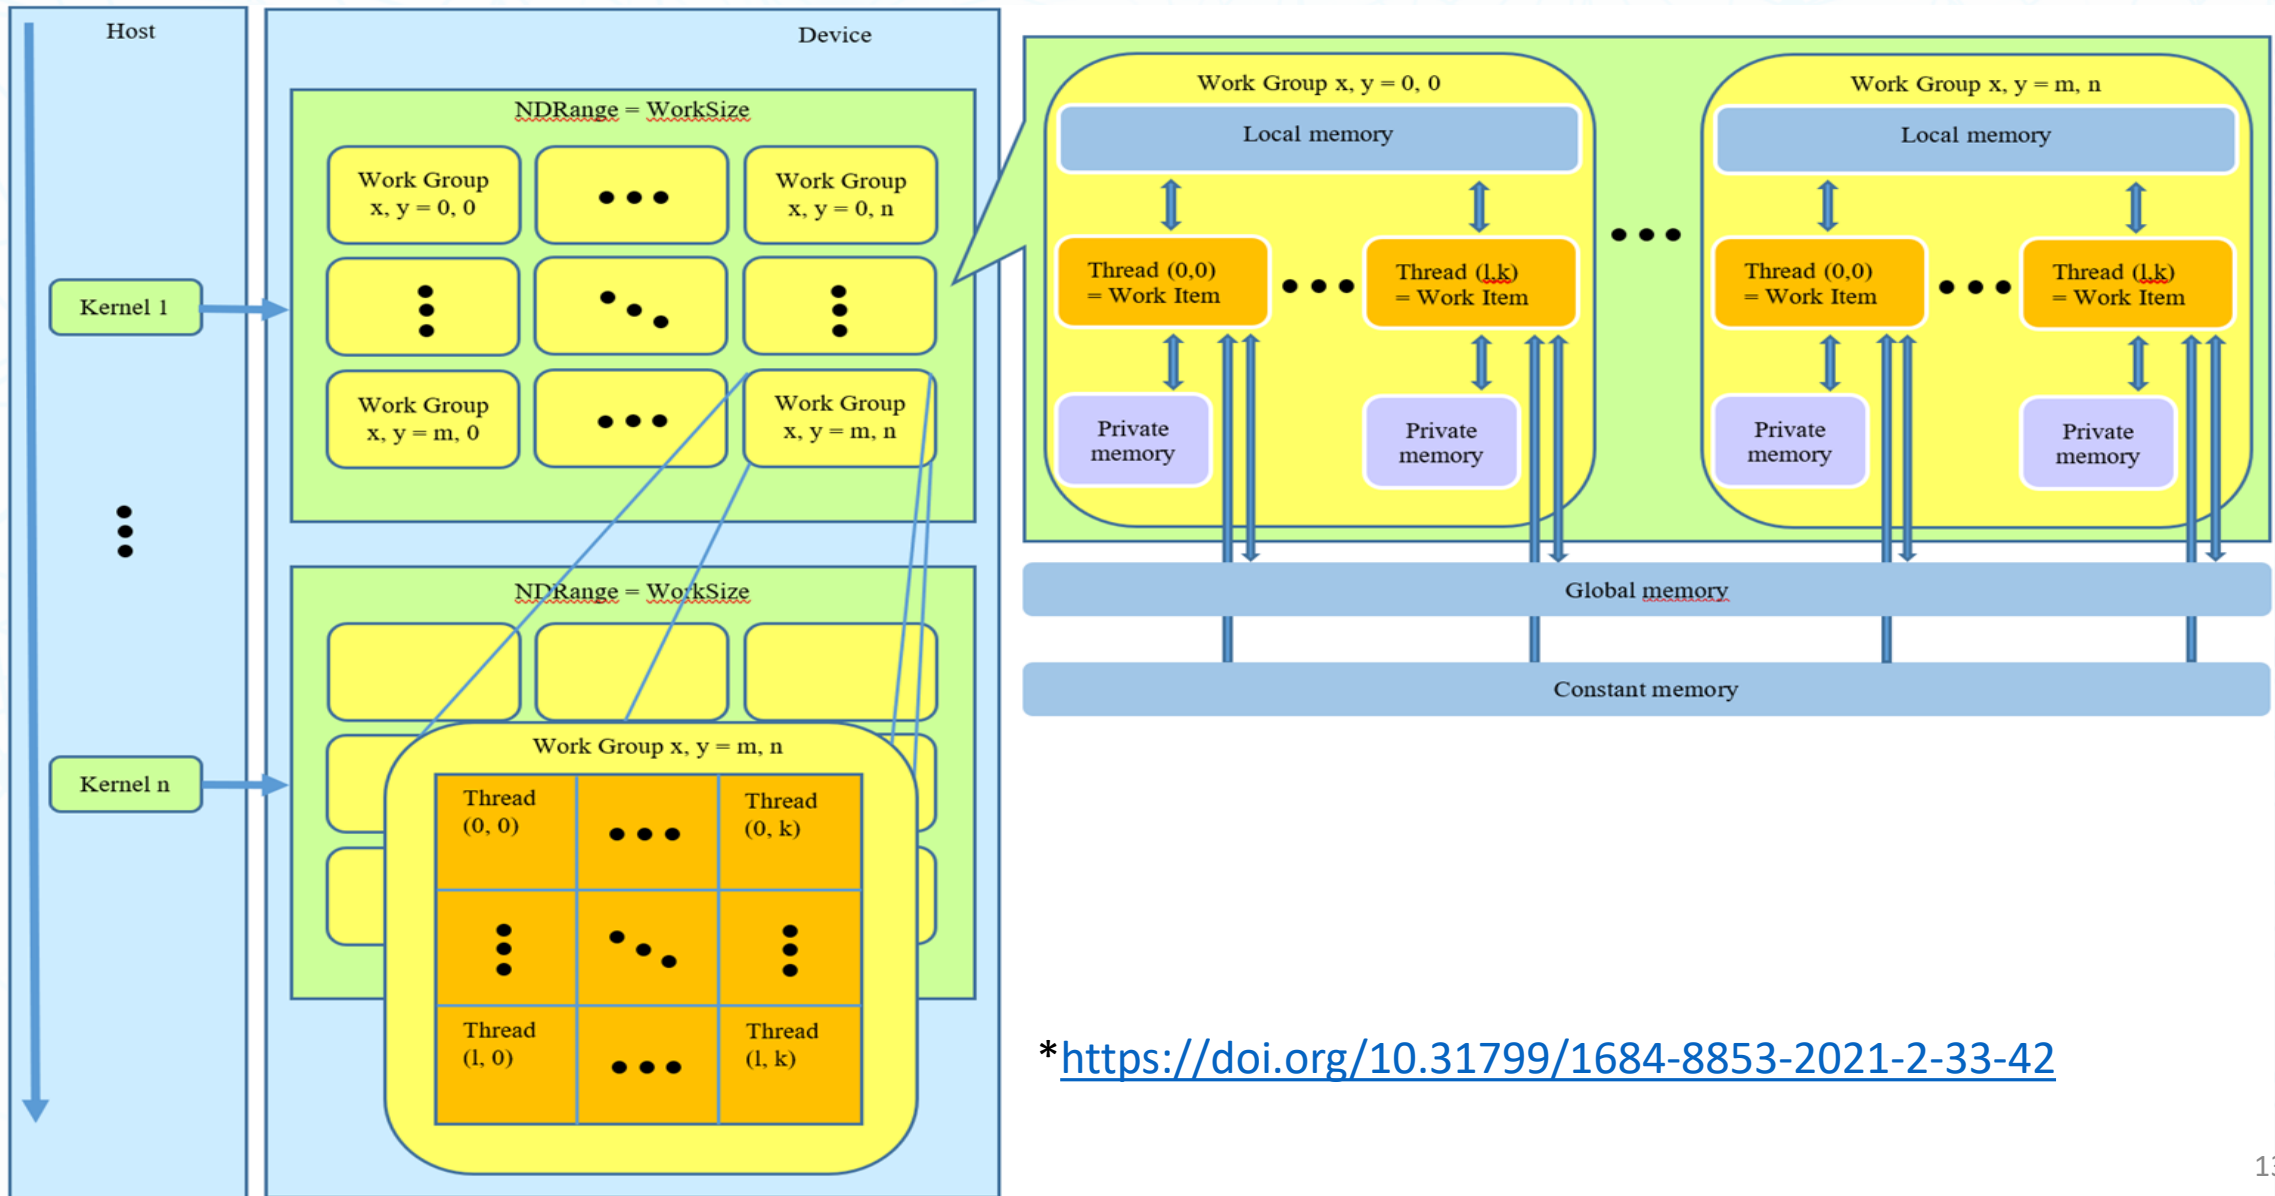 Host
Device
NDRange = WorkSize
Work Group
x, y = 0, 0
Work Group
x, y = 0, n
Kernel 1
Work Group
x, y = m, 0
Work Group
x, y = m, n
NDRange = WorkSize
Kernel n
Work Group x, y = m, n
Thread
(0, 0)
Thread
(0, k)
Thread
(l, 0)
Thread
(l, k)
Work Group x, y = 0, 0
Local memory
Thread (0,0)
= Work Item
Thread (l,k)
= Work Item
Private
memory
Private
memory
Work Group x, y = m, n
Local memory
Thread (0,0)
= Work Item
Thread (l,k)
= Work Item
Private
memory
Private
memory
Global memory
Constant memory
*https://doi.org/10.31799/1684-8853-2021-2-33-42